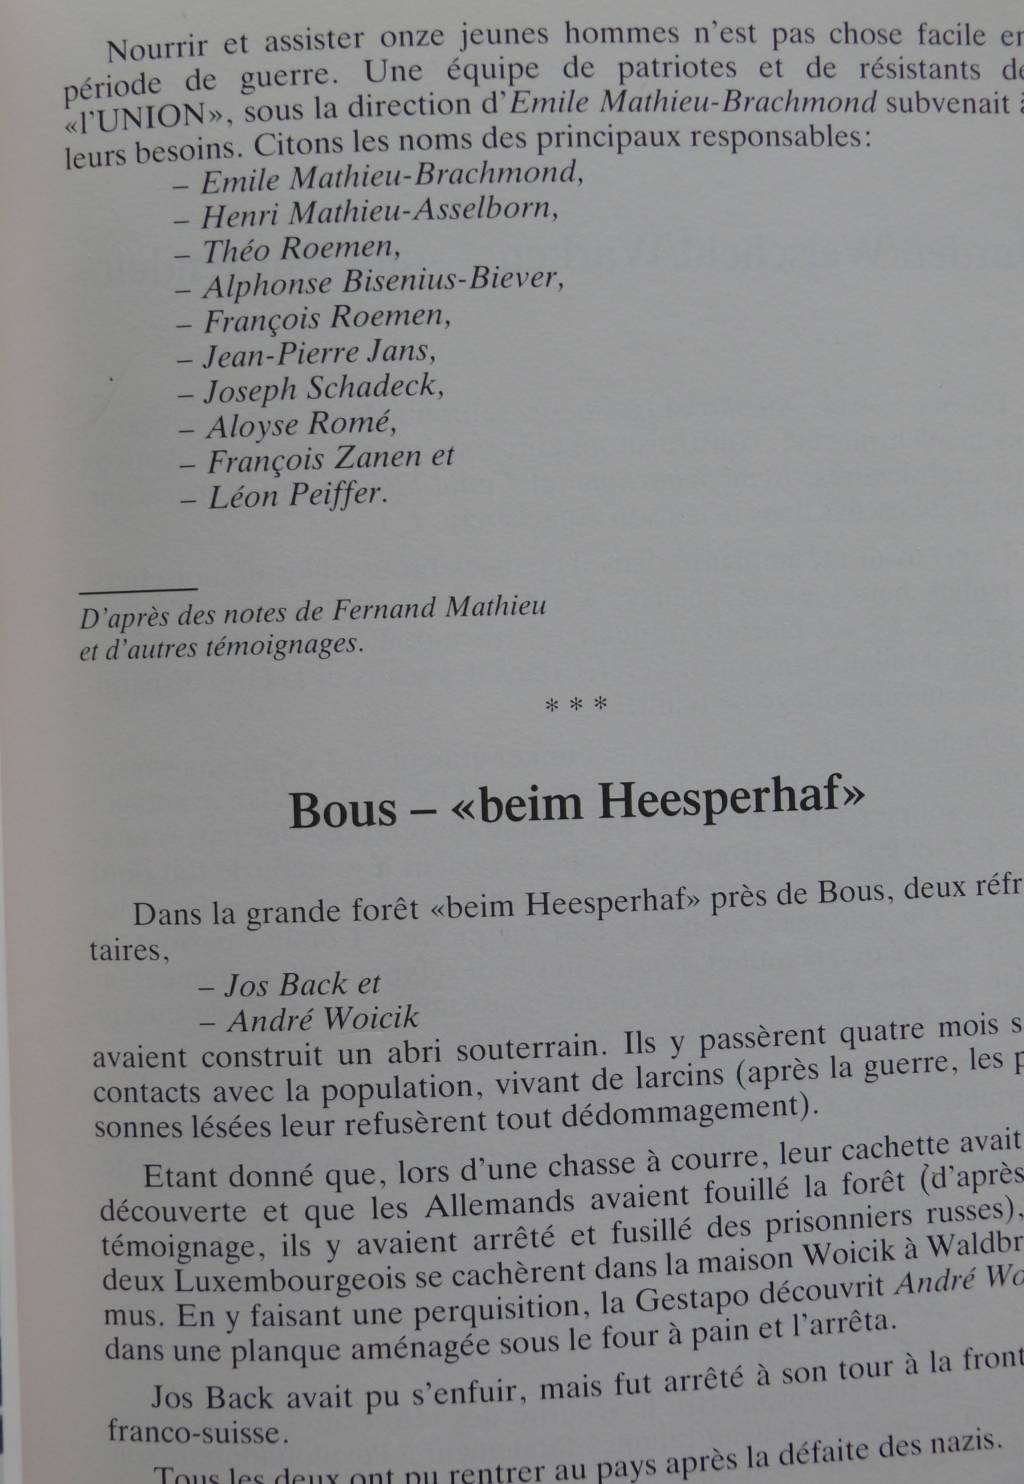 Nourrir et assister onze jeunes hommes n'est pas chose facile en
période de guerre. Une équipe de patriotes et de résistants de
«l'UNION», sous la direction d'Emile Mathieu-Brachmond subvenait à
leurs besoins. Citons les noms des principaux responsables:
– Emile Mathieu-Brachmond,
– Henri Mathieu-Asselborn,
– Théo Roemen,
– Alphonse Bisenius-Biever,
– François Roemen,
– Jean-Pierre Jans,
– Joseph Schadeck,
– Aloyse Romé,
– François Zanen et
– Léon Peiffer.
D'après des notes de Fernand Mathieu
et d'autres témoignages.
* * *
Bous – «beim Heesperhaf»
Dans la grande forêt «beim Heesperhaf» près de Bous, deux réfr
taires,
– Jos Back et
– André Woicik
avaient construit un abri souterrain. Ils y passèrent quatre mois s
contacts avec la population, vivant de larcins (après la guerre, les p
sonnes lésées leur refusèrent tout dédommagement).
Etant donné que, lors d'une chasse à courre, leur cachette avait
découverte et que les Allemands avaient fouillé la forêt (d'après
témoignage, ils y avaient arrêté et fusillé des prisonniers russes),
deux Luxembourgeois se cachèrent dans la maison Woicik à Waldbr
mus. En y faisant une perquisition, la Gestapo découvrit André Wo
dans une planque aménagée sous le four à pain et l'arrêta.
Jos Back avait pu s'enfuir, mais fut arrêté à son tour à la front
franco-suisse.
Tous les deux ont pu rentrer au pays après la défaite des nazis.